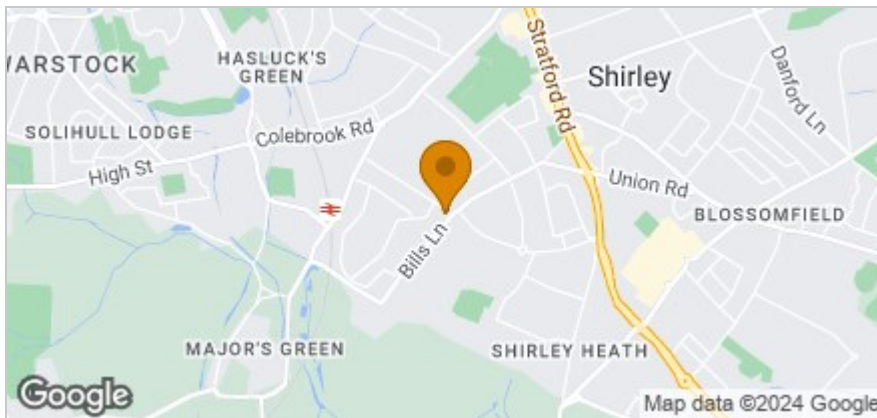 WARSTOCK
HASLUCK'S
GREEN
Shirley
Stratford Rd
Danford Ln
SOLIHULL LODGE
Colebrook Rd
High St
Union Rd
BLOSSOMFIELD
Bills Ln
MAJOR'S GREEN
SHIRLEY HEATH
Google
Map data ©2024 Google